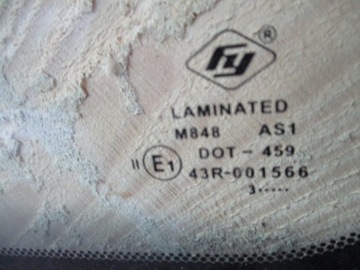 FY ®
LAMINATED
M848 AS1
DOT - 459
II E1 43R-001566
3·····